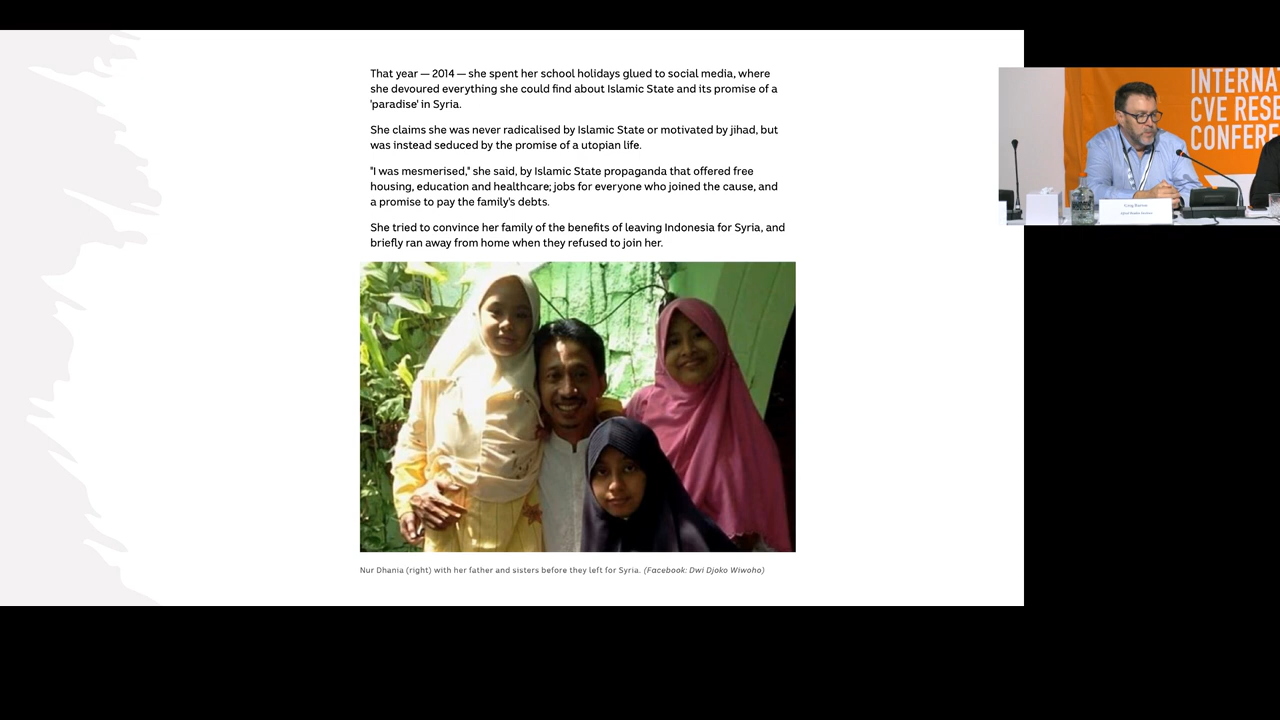 That year — 2014 — she spent her school holidays glued to social media, where
she devoured everything she could find about Islamic State and its promise of a
'paradise' in Syria.
She claims she was never radicalised by Islamic State or motivated by jihad, but
was instead seduced by the promise of a utopian life.
"I was mesmerised," she said, by Islamic State propaganda that offered free
housing, education and healthcare; jobs for everyone who joined the cause, and
a promise to pay the family's debts.
She tried to convince her family of the benefits of leaving Indonesia for Syria, and
briefly ran away from home when they refused to join her.
Nur Dhania (right) with her father and sisters before they left for Syria. (Facebook: Dwi Djoko Wiwoho)
INTERNA
CVE RESE
CONFERE